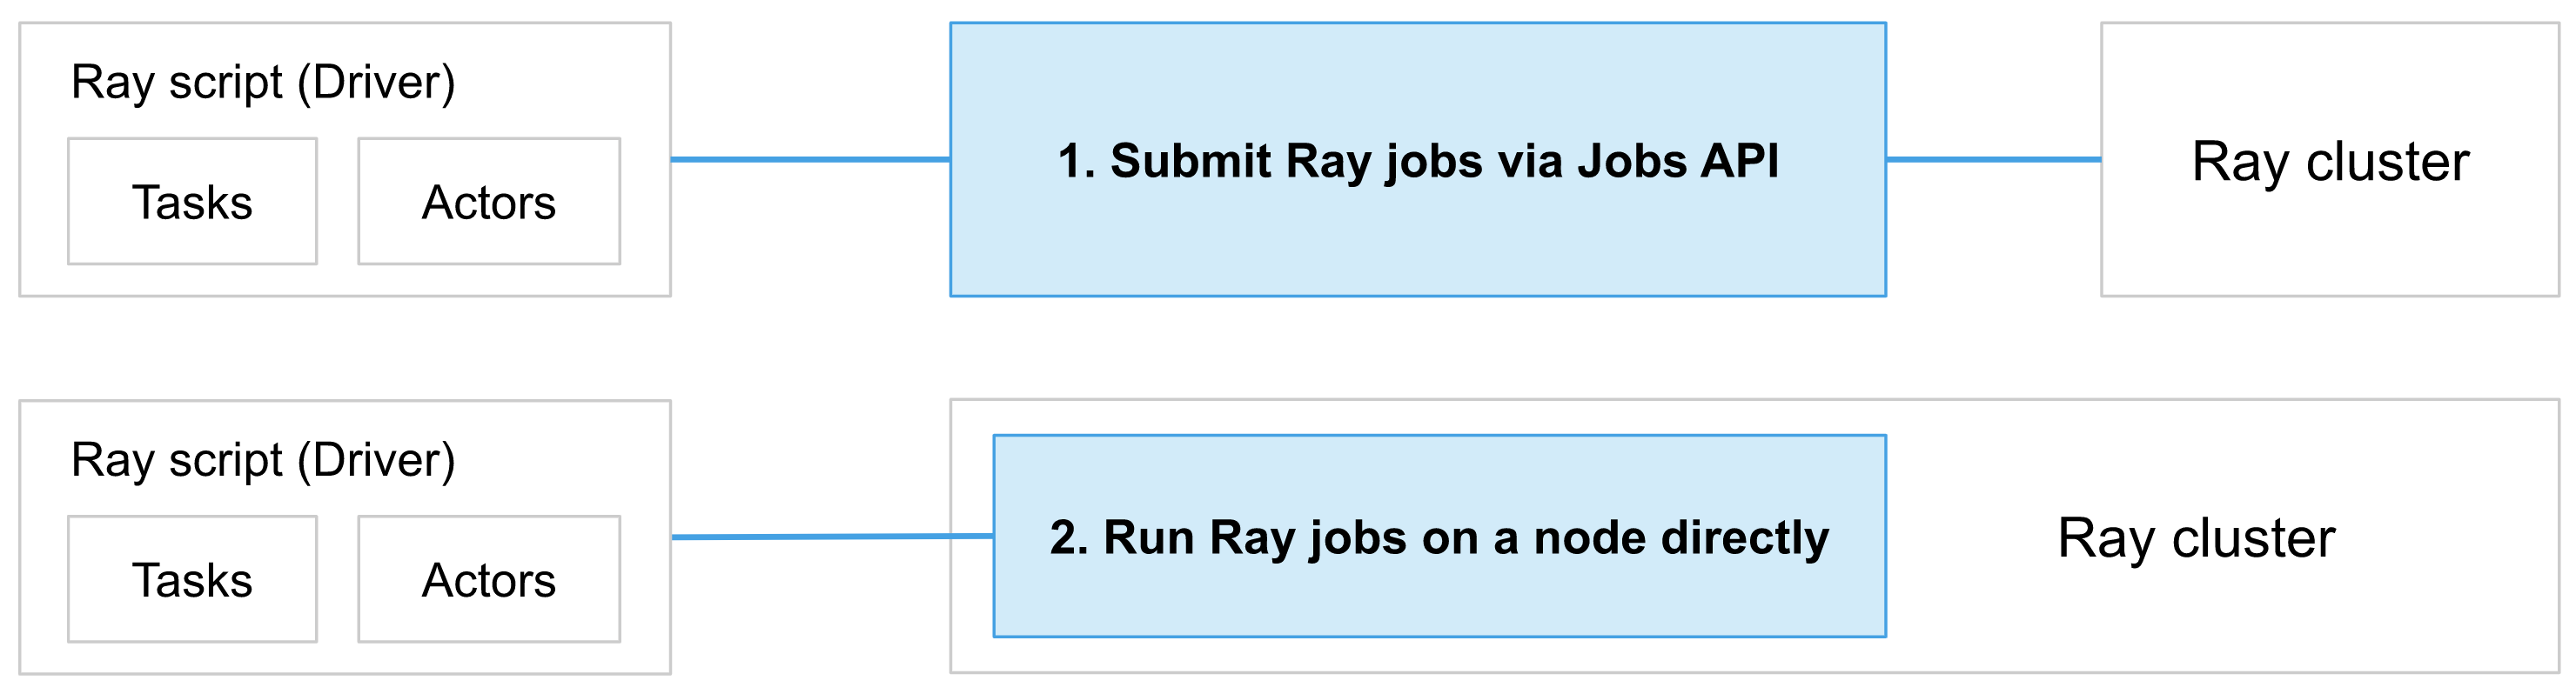 Ray script (Driver)
Tasks
Actors
1. Submit Ray jobs via Jobs API
Ray cluster
Ray script (Driver)
Tasks
Actors
2. Run Ray jobs on a node directly
Ray cluster